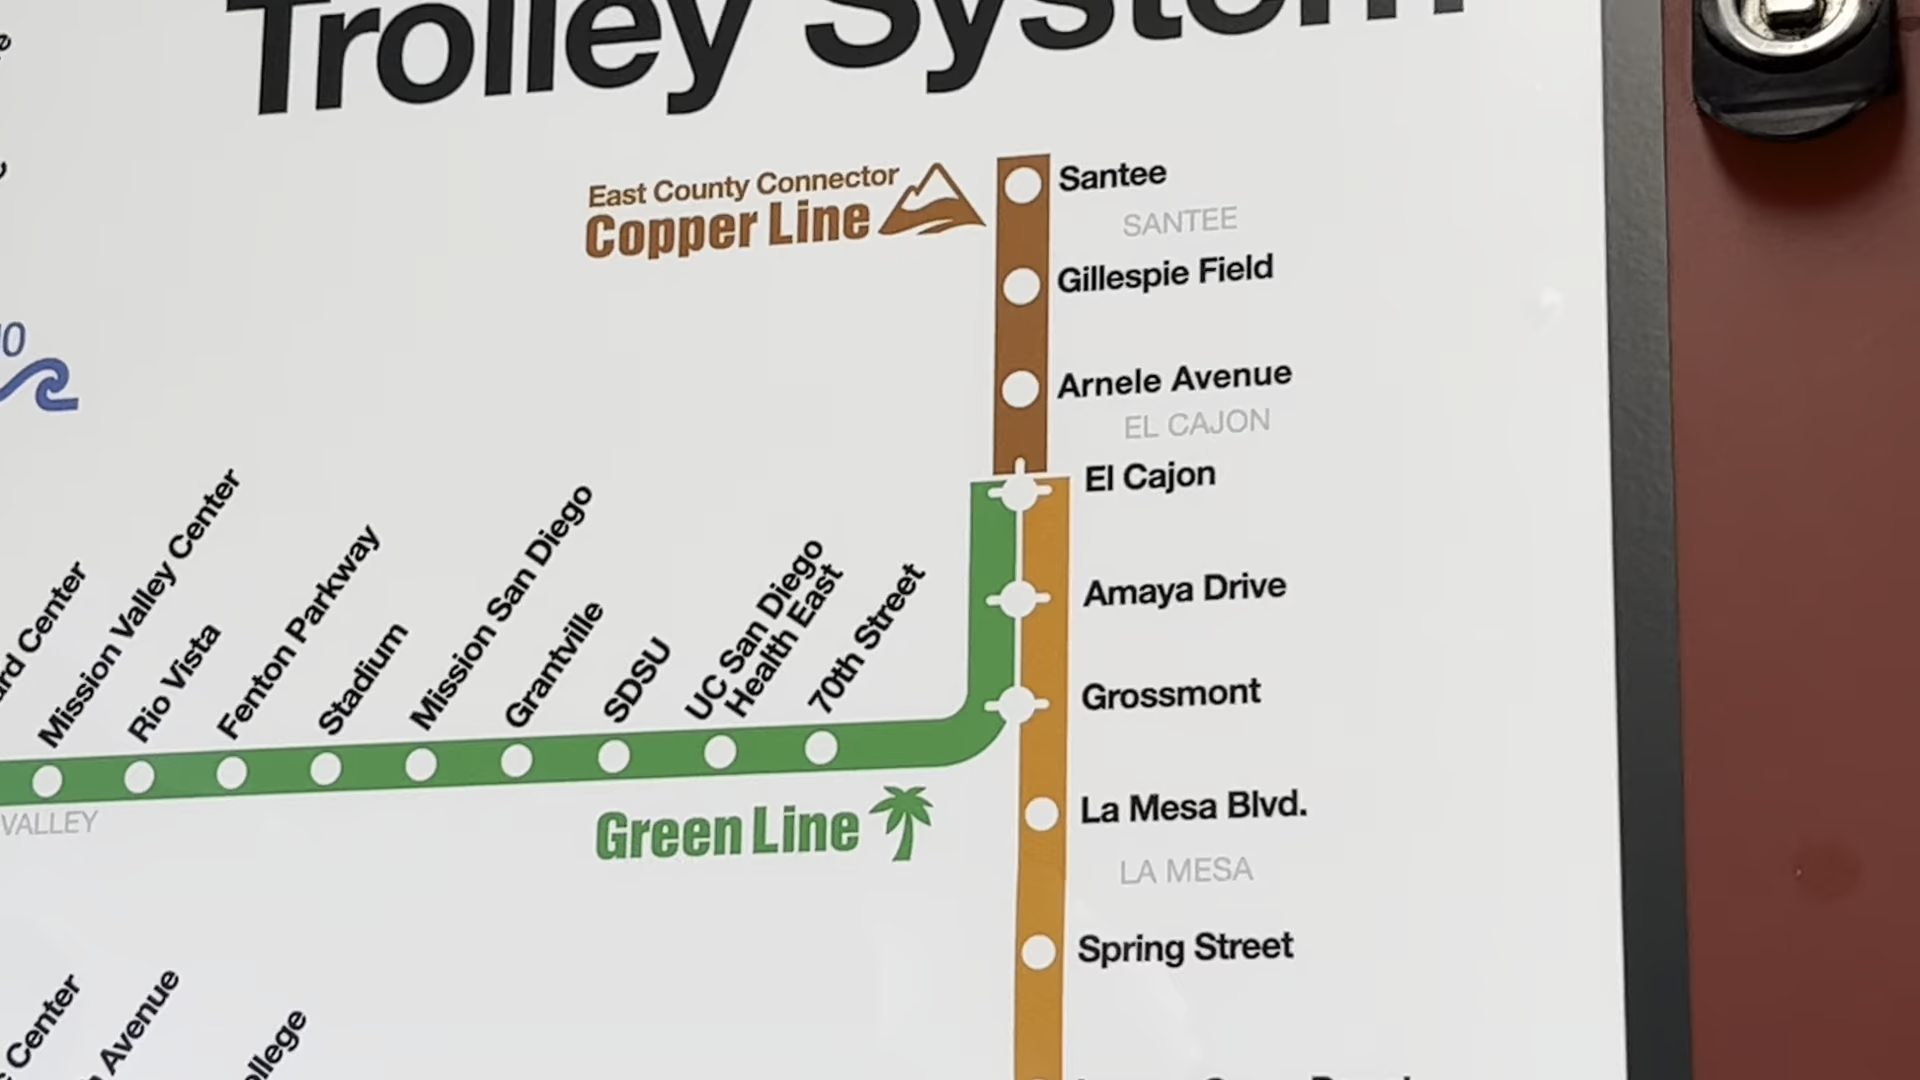 Trolley System
East County Connector
Copper Line
Santee
SANTEE
Gillespie Field
Arnele Avenue
EL CAJON
El Cajon
Amaya Drive
Grossmont
La Mesa Blvd.
LA MESA
Spring Street
Center
Mission Valley Center
Rio Vista
Fenton Parkway
Stadium
Mission San Diego
Grantville
SDSU
UC San Diego
Health East
70th Street
VALLEY
Green Line
Center
Avenue